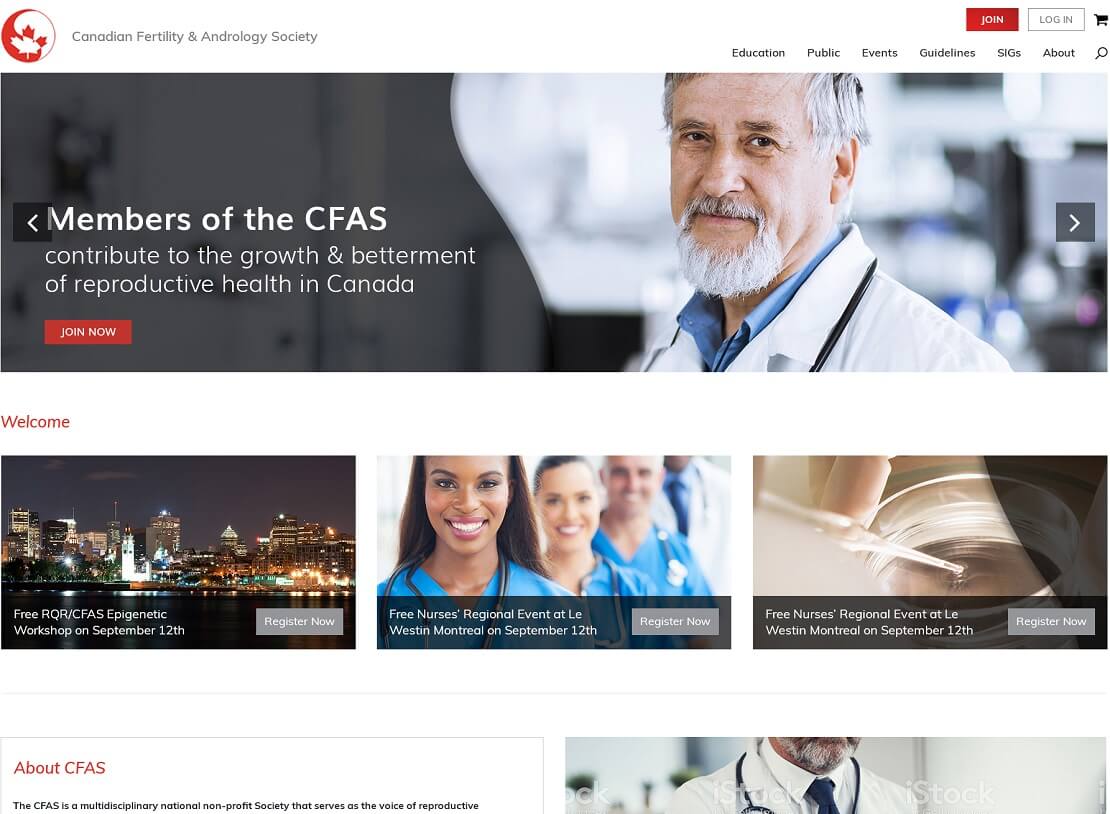 JOIN
LOG IN
Canadian Fertility & Andrology Society
Education Public Events Guidelines SIGs About
Members of the CFAS
contribute to the growth & betterment
of reproductive health in Canada
JOIN NOW
Welcome
Free RQR/CFAS Epigenetic
Workshop on September 12th
Register Now
Free Nurses’ Regional Event at Le
Westin Montreal on September 12th
Register Now
Free Nurses’ Regional Event at Le
Westin Montreal on September 12th
Register Now
About CFAS
The CFAS is a multidisciplinary national non-profit Society that serves as the voice of reproductive
iStock
iStock